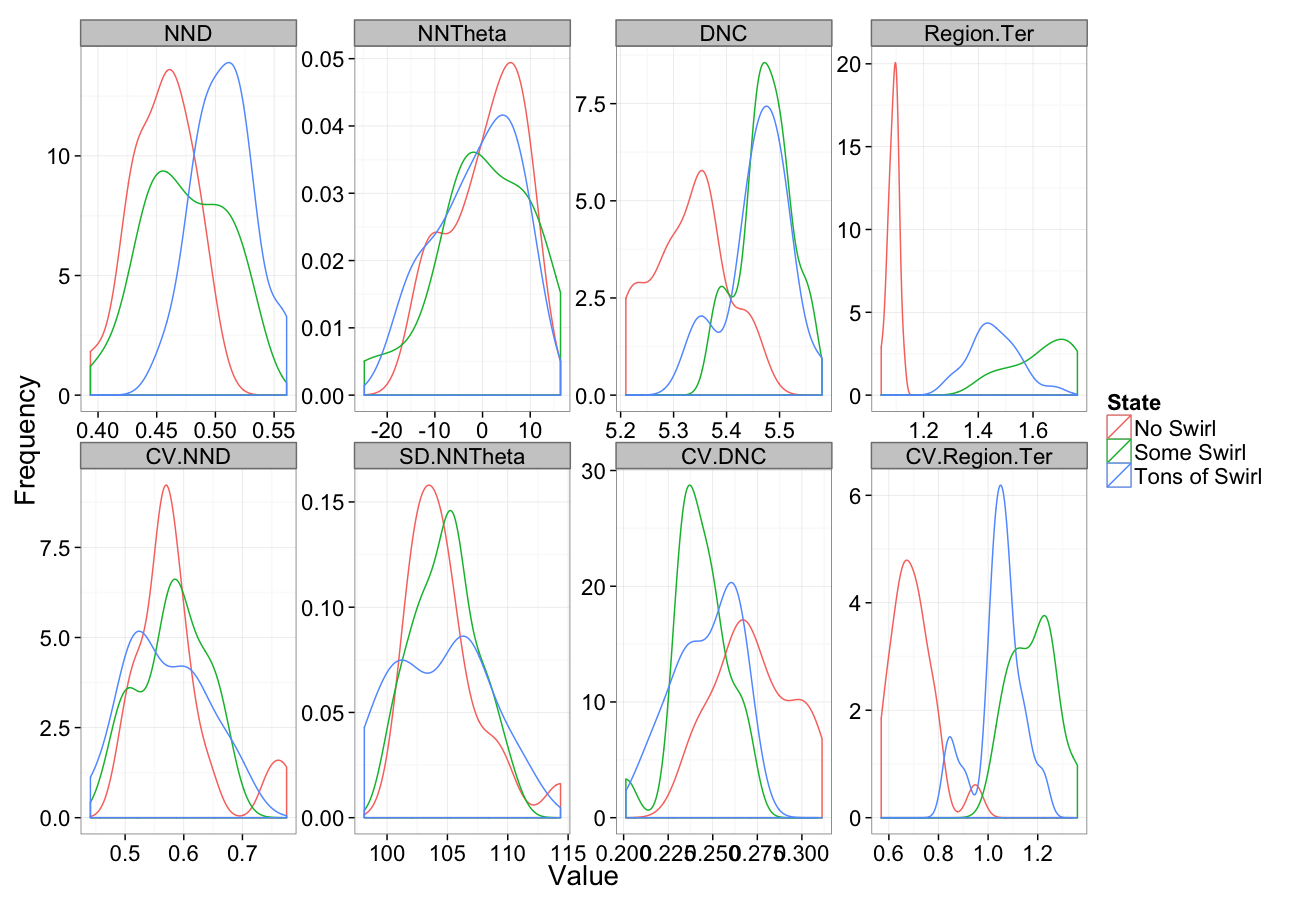 NND NNTheta DNC Region.Ter
10
5
0
0.40 0.45 0.50 0.55
0.05
0.04
0.03
0.02
0.01
0.00
-20 -10 0 10
7.5
5.0
2.5
0.0
5.2 5.3 5.4 5.5
20
15
10
5
0
1.2 1.4 1.6
CV.NND SD.NNTheta CV.DNC CV.Region.Ter
7.5
5.0
2.5
0.0
0.5 0.6 0.7
0.15
0.10
0.05
0.00
100 105 110 115
30
20
10
0
0.200 0.225 0.250 0.275 0.300
6
4
2
0
0.6 0.8 1.0 1.2
Frequency
Value
State
No Swirl
Some Swirl
Tons of Swirl